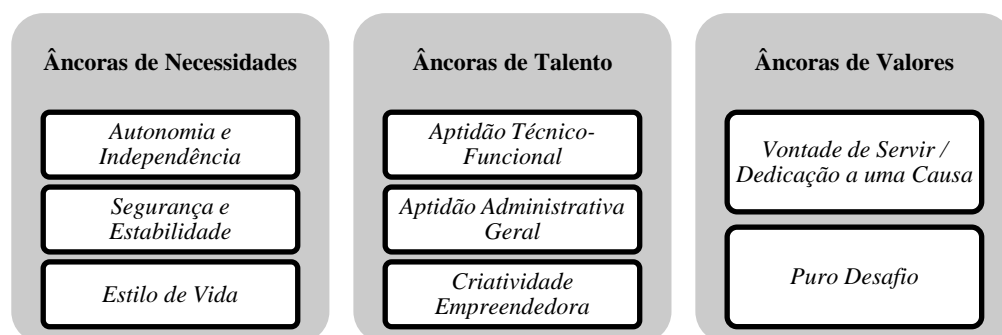 Âncoras de Necessidades
Autonomia e
Independência
Segurança e
Estabilidade
Estilo de Vida
Âncoras de Talento
Aptidão Técnico-
Funcional
Aptidão Administrativa
Geral
Criatividade
Empreendedora
Âncoras de Valores
Vontade de Servir /
Dedicação a uma Causa
Puro Desafio